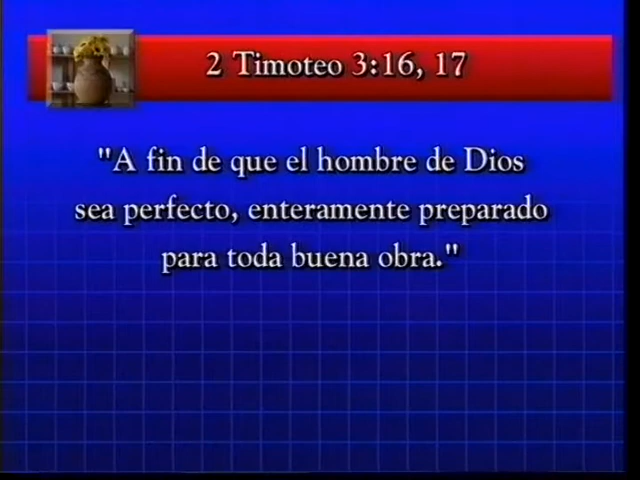 2 Timoteo 3:16, 17
"A fin de que el hombre de Dios
sea perfecto, enteramente preparado
para toda buena obra."